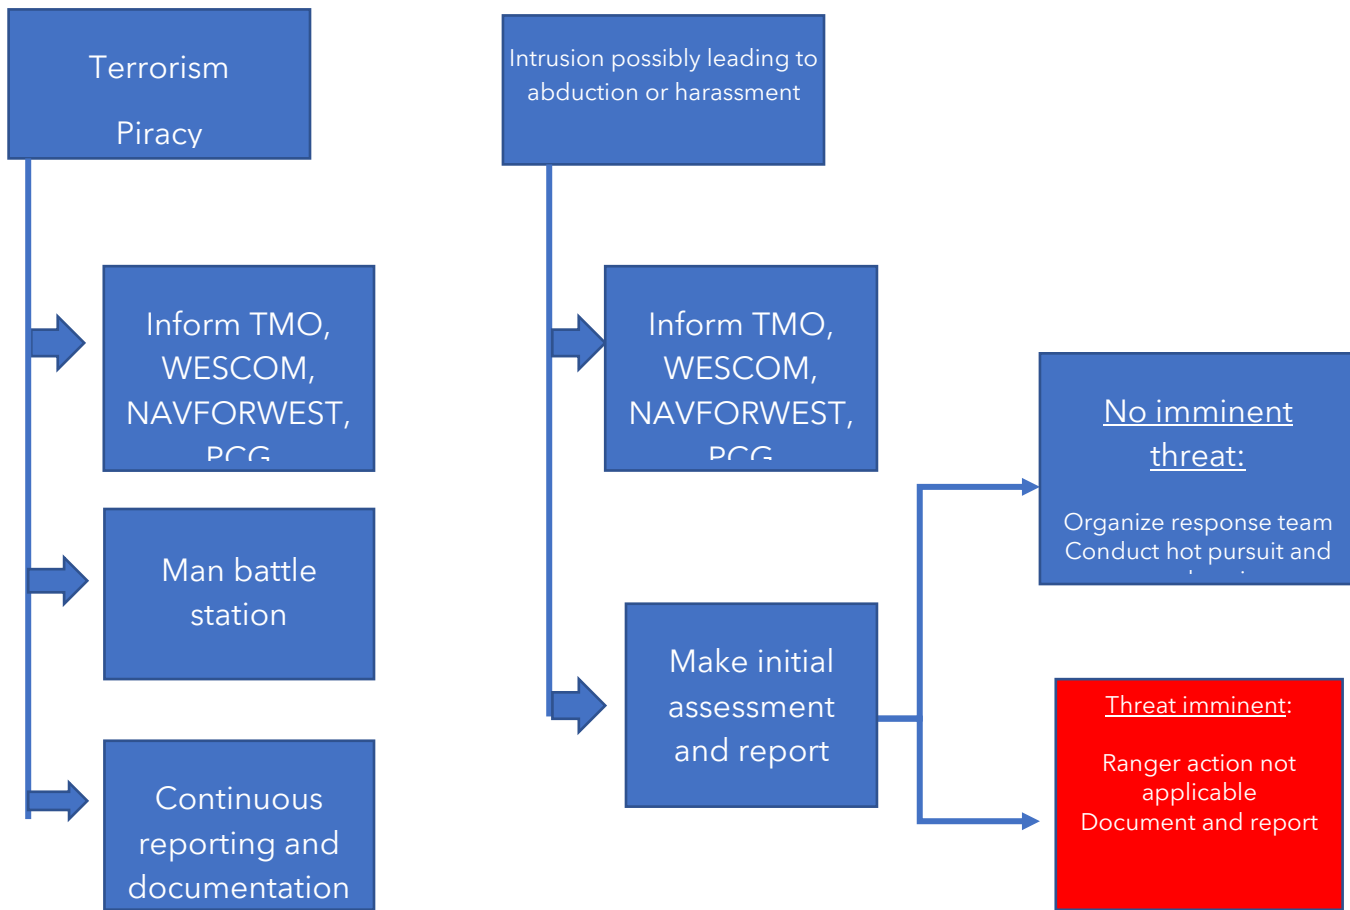 Terrorism
Piracy
Inform TMO,
WESCOM,
NAVFORWEST,
PCG
Man battle
station
Continuous
reporting and
documentation
Intrusion possibly leading to
abduction or harassment
Inform TMO,
WESCOM,
NAVFORWEST,
PCG
Make initial
assessment
and report
No imminent
threat:
Organize response team
Conduct hot pursuit and
Threat imminent:
Ranger action not
applicable
Document and report